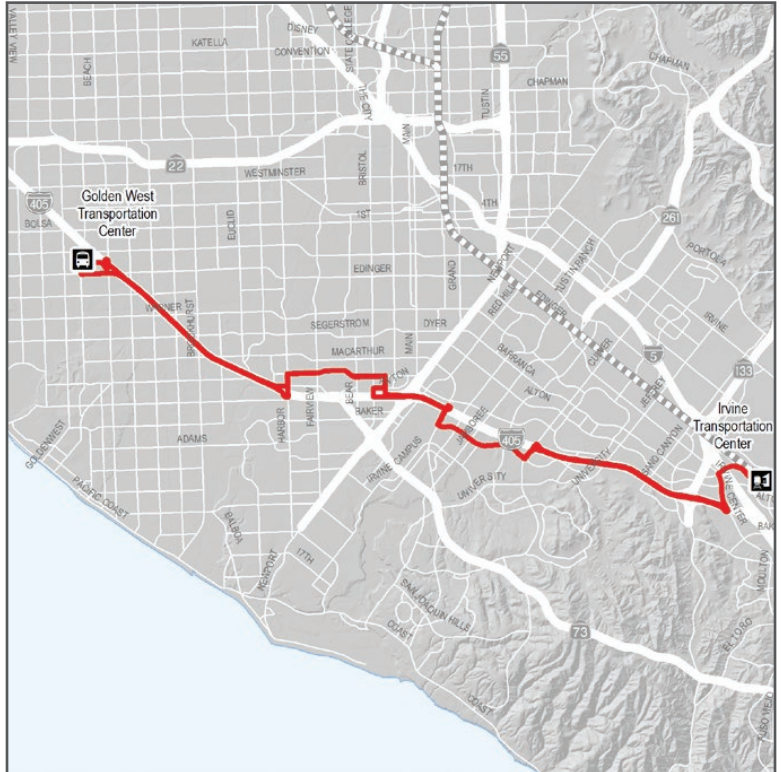 VALLEY VIEW
BEACH
KATELLA
DISNEY
CONVENTION
STATE COLLEGE
THE CITY
MAIN
55
TUSTIN
CHAPMAN
CHAPMAN
22
WESTMINSTER
BRISTOL
17TH
4TH
1ST
405
BOLSA
Golden West
Transportation
Center
EUCLID
EDINGER
GRAND
NEWPORT
RED HILL
EDINGER
TUSTIN RANCH
261
PORTOLA
IRVINE
WARNER
BROOKHURST
SEGERSTROM
DYER
MACARTHUR
MAIN
BARRANCA
CULVER
5
133
ANTON
ALTON
JEFFREY
HARBOR
FAIRVIEW
BEAR
BAKER
JAMBOREE
405
Irvine
Transportation
Center
GOLDENWEST
ADAMS
IRVINE CAMPUS
UNIVERSITY
UNIVERSITY
SAND CANYON
IRVINE CENTER
ALTO
BAK
PACIFIC COAST
BALBOA
NEWPORT
17TH
MOULTON
SAN JOAQUIN HILLS
COAST
73
EL TORO
COAST